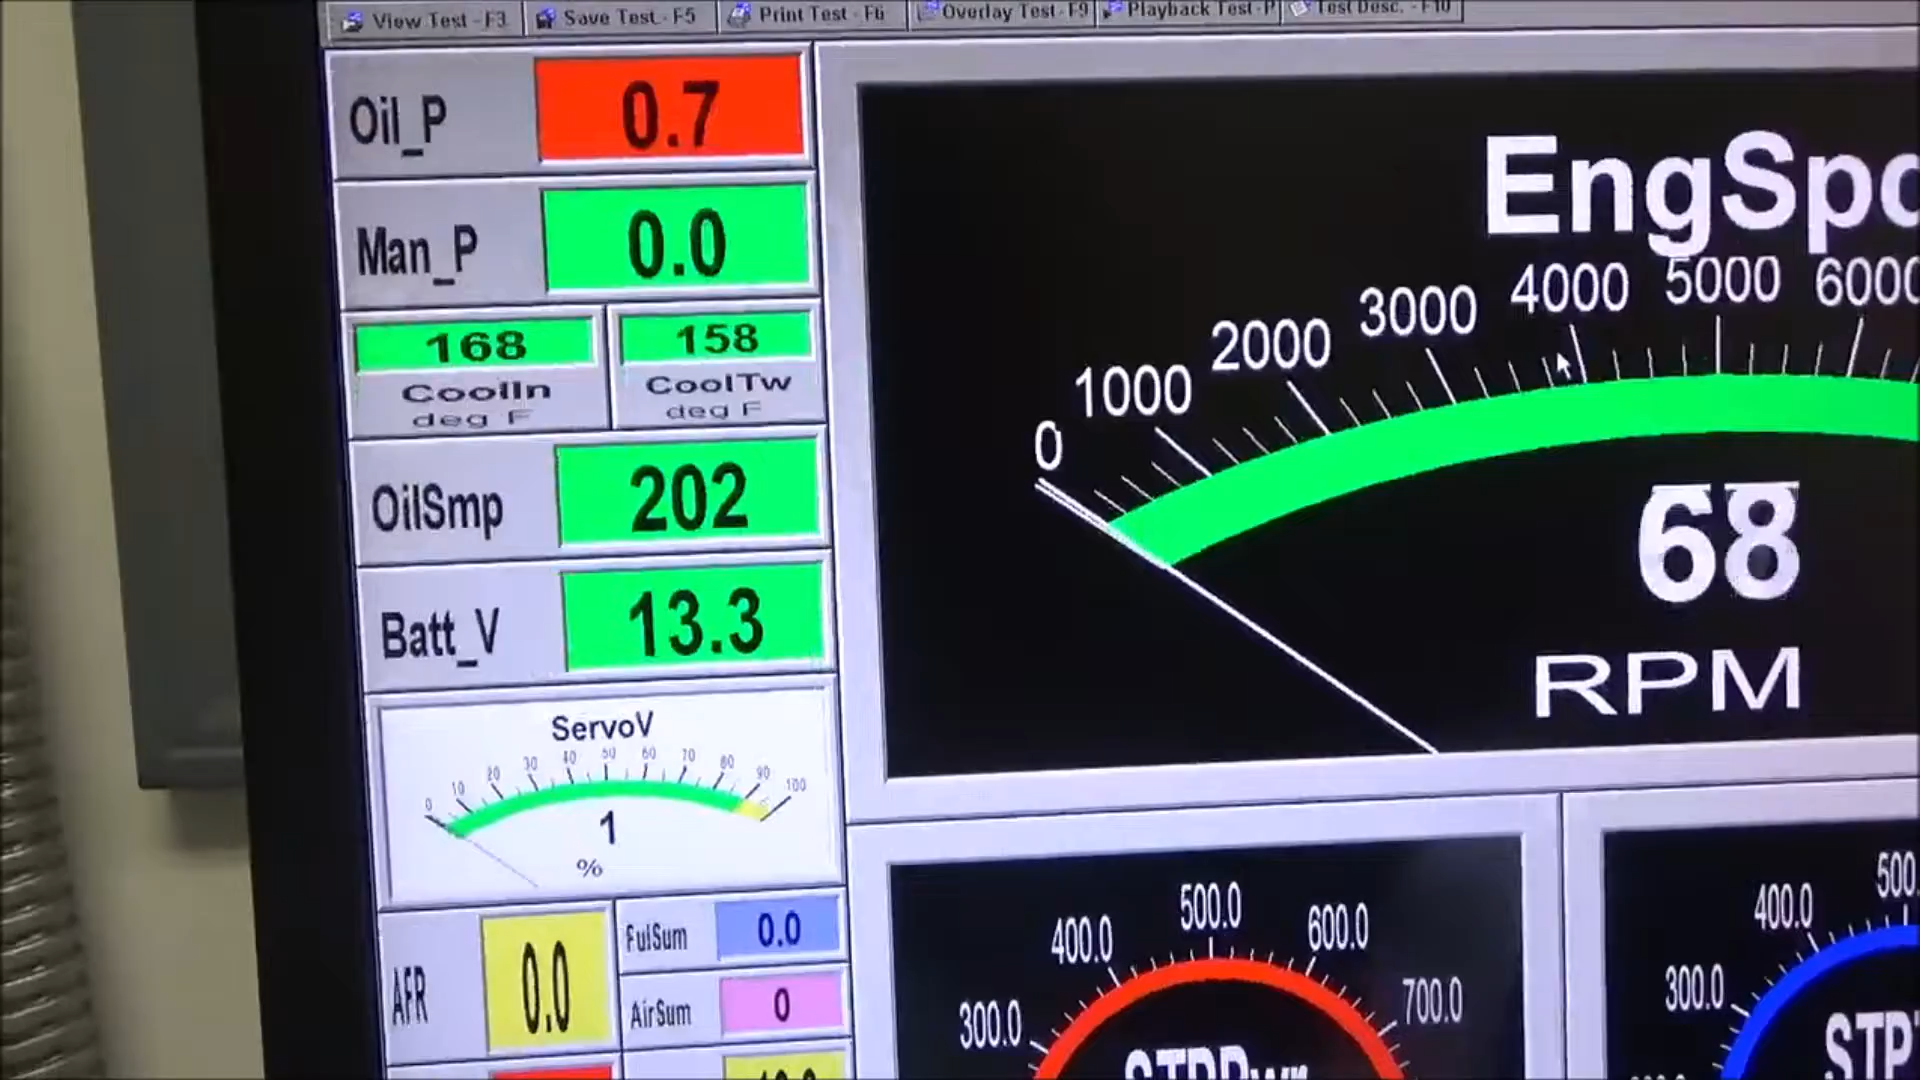 View Test - F3 Save Test - F5 Print Test - F6 Overlay Test - F9 Playback Test - P Test Desc. - F10
Oil_P 0.7
Man_P 0.0
168 158
CoolIn CoolTw
deg F deg F
OilSmp 202
Batt_V 13.3
ServoV
0 10 20 30 40 50 60 70 80 90 100
1
%
AFR 0.0
FulSum 0.0
AirSum 0
EngSpd
0 1000 2000 3000 4000 5000 6000
68
RPM
300.0 400.0 500.0 600.0 700.0
STPPwr
300.0 400.0 500.
STP